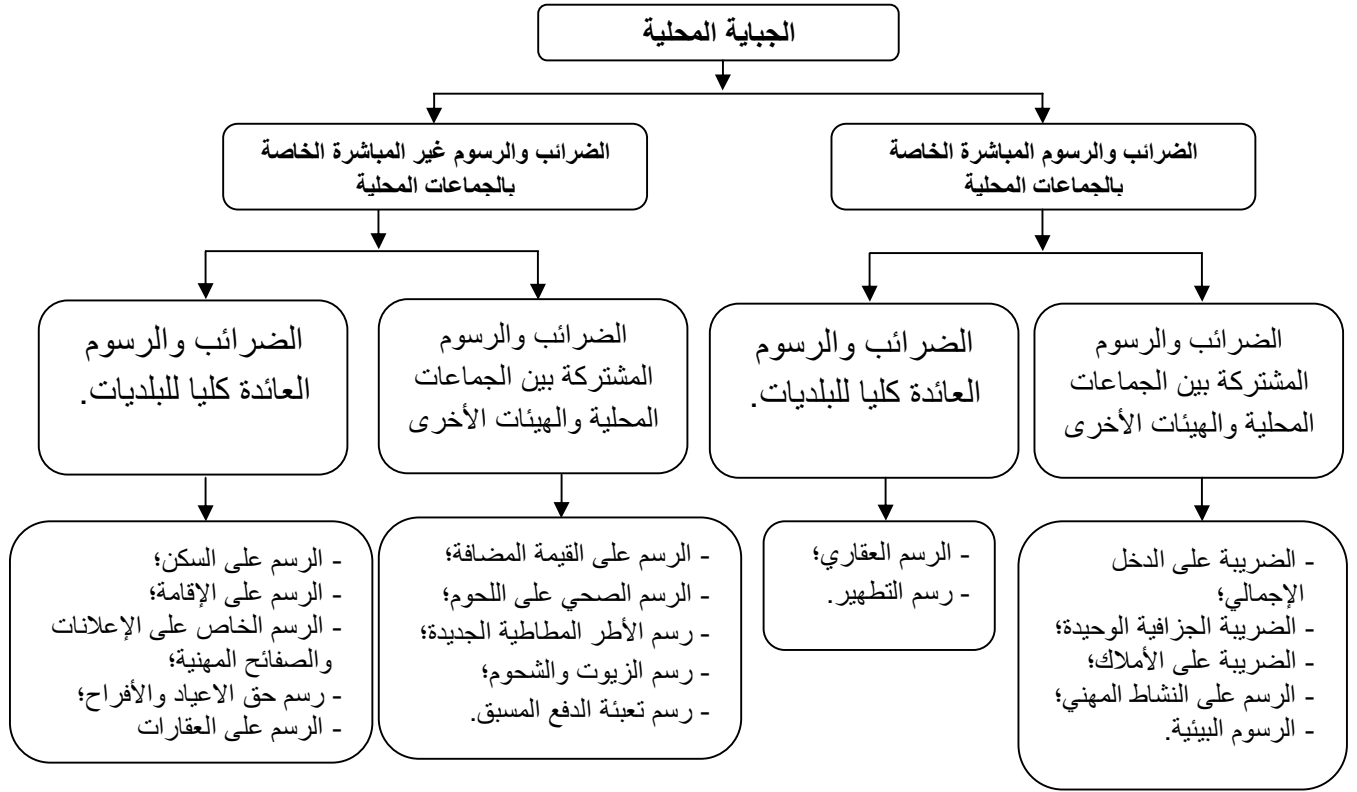 الجباية المحلية
الضرائب والرسوم المباشرة الخاصة
بالجماعات المحلية
الضرائب والرسوم غير المباشرة الخاصة
بالجماعات المحلية
الضرائب والرسوم
المشتركة بين الجماعات
المحلية والهيئات الأخرى
الضرائب والرسوم
العائدة كليا للبلديات.
الضرائب والرسوم
المشتركة بين الجماعات
المحلية والهيئات الأخرى
الضرائب والرسوم
العائدة كليا للبلديات.
- الضريبة على الدخل
الإجمالي؛
- الضريبة الجزافية الوحيدة؛
- الضريبة على الأملاك؛
- الرسم على النشاط المهني؛
- الرسوم البيئية.
- الرسم العقاري؛
- رسم التطهير.
- الرسم على القيمة المضافة؛
- الرسم الصحي على اللحوم؛
- رسم الأطر المطاطية الجديدة؛
- رسم الزيوت والشحوم؛
- رسم تعبئة الدفع المسبق.
- الرسم على السكن؛
- الرسم على الإقامة؛
- الرسم الخاص على الإعلانات
والصفائح المهنية؛
- رسم حق الاعياد والأفراح؛
- الرسم على العقارات